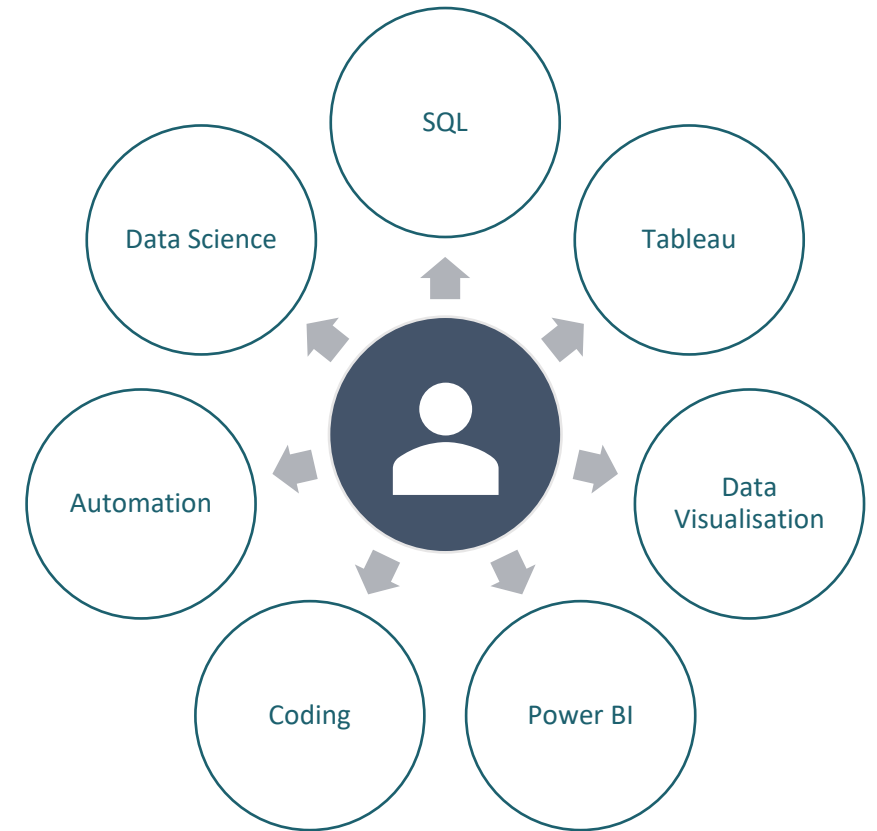 SQL
Data Science
Tableau
Automation
Data
Visualisation
Coding
Power BI